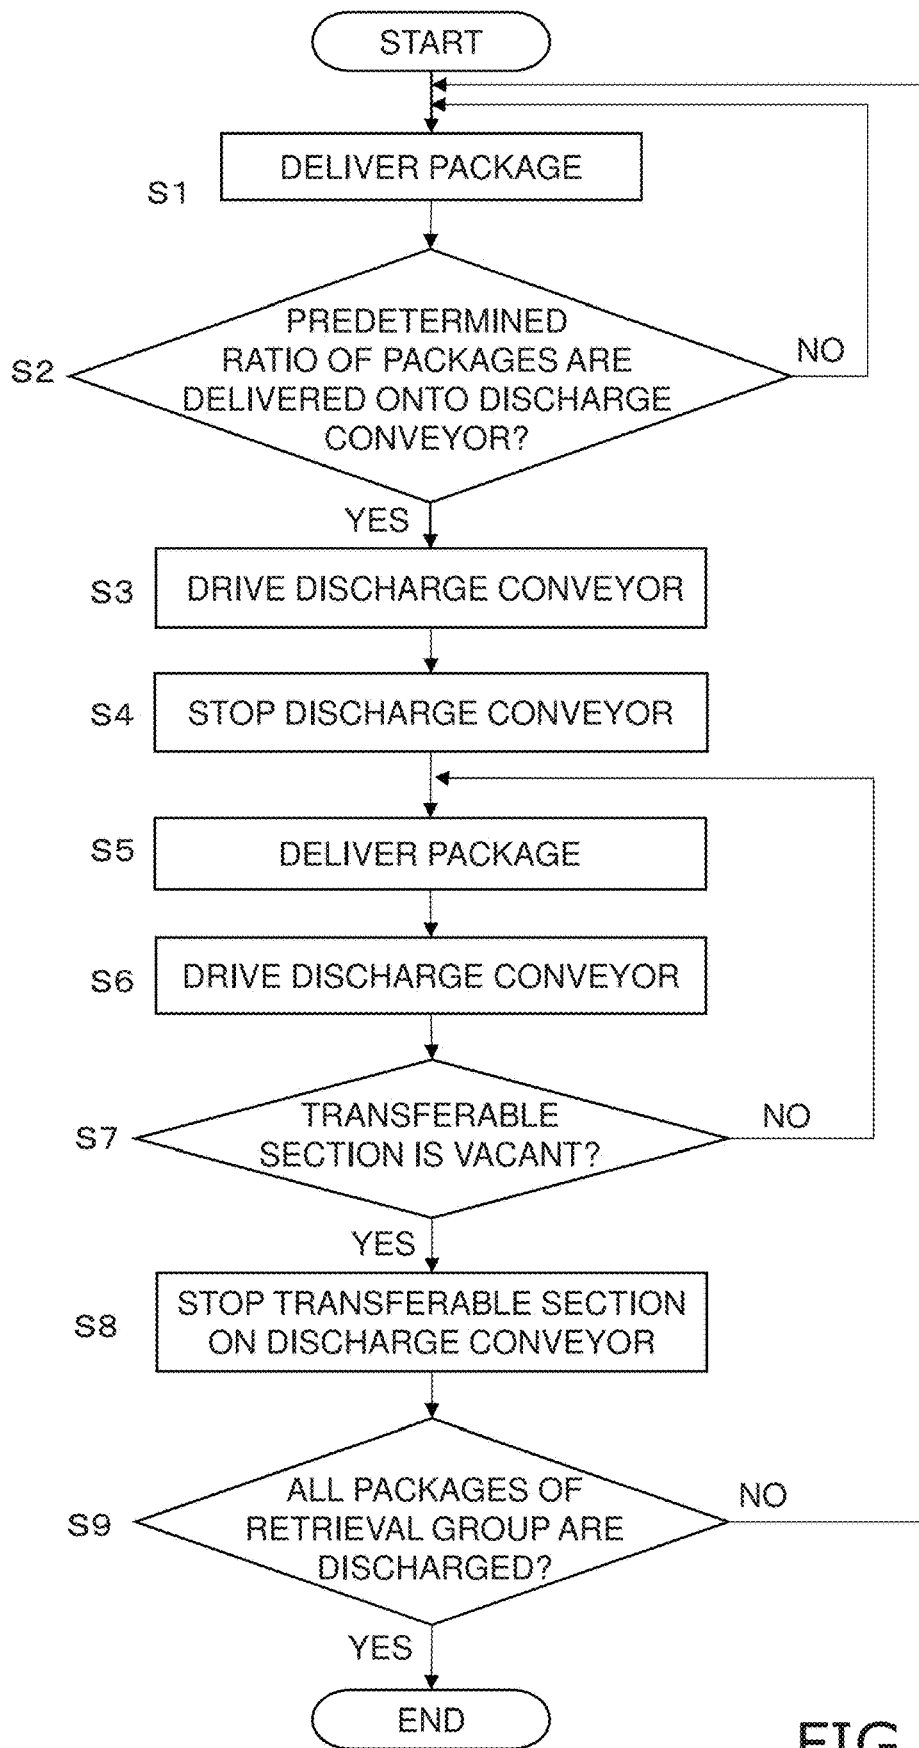 START
DELIVER PACKAGE
S1
PREDETERMINED
RATIO OF PACKAGES ARE
DELIVERED ONTO DISCHARGE
CONVEYOR?
S2
NO
YES
S3
DRIVE DISCHARGE CONVEYOR
S4
STOP DISCHARGE CONVEYOR
S5
DELIVER PACKAGE
S6
DRIVE DISCHARGE CONVEYOR
S7
TRANSFERABLE
SECTION IS VACANT?
NO
YES
S8
STOP TRANSFERABLE SECTION
ON DISCHARGE CONVEYOR
S9
ALL PACKAGES OF
RETRIEVAL GROUP ARE
DISCHARGED?
NO
YES
END
FIG